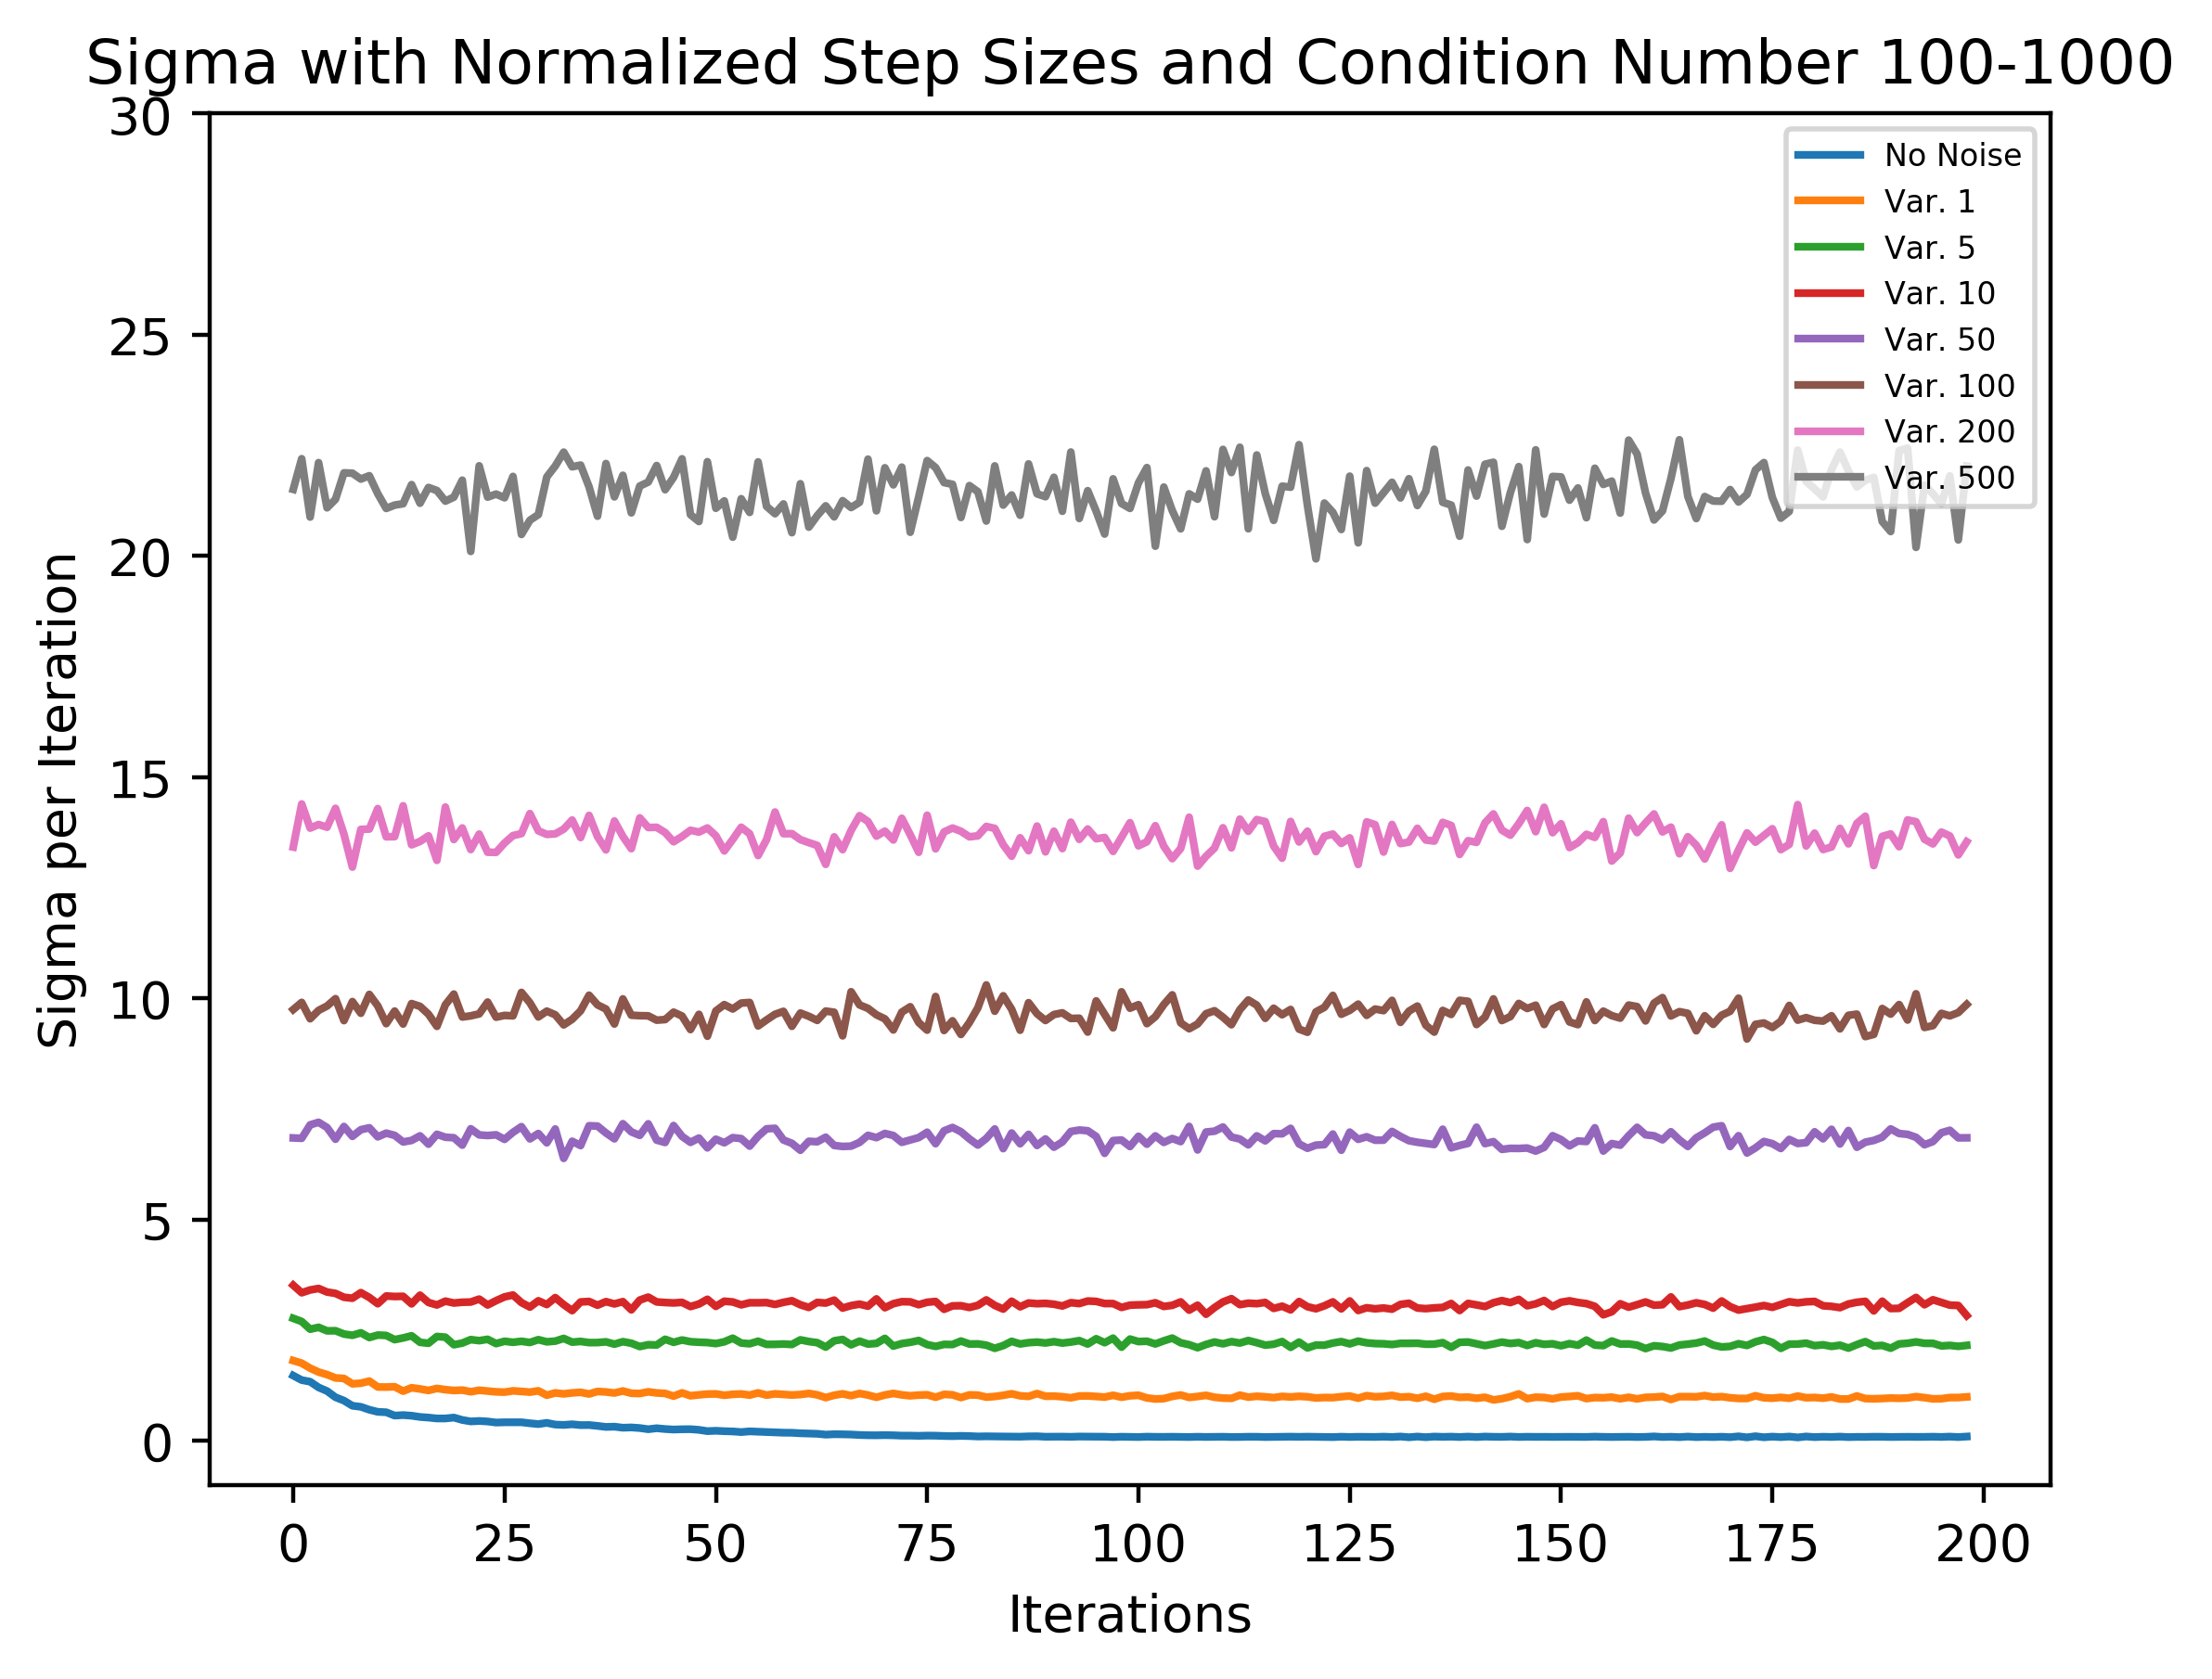 Sigma with Normalized Step Sizes and Condition Number 100-1000
30
25
20
15
10
5
0
Sigma per Iteration
No Noise
Var. 1
Var. 5
Var. 10
Var. 50
Var. 100
Var. 200
Var. 500
0 25 50 75 100 125 150 175 200
Iterations